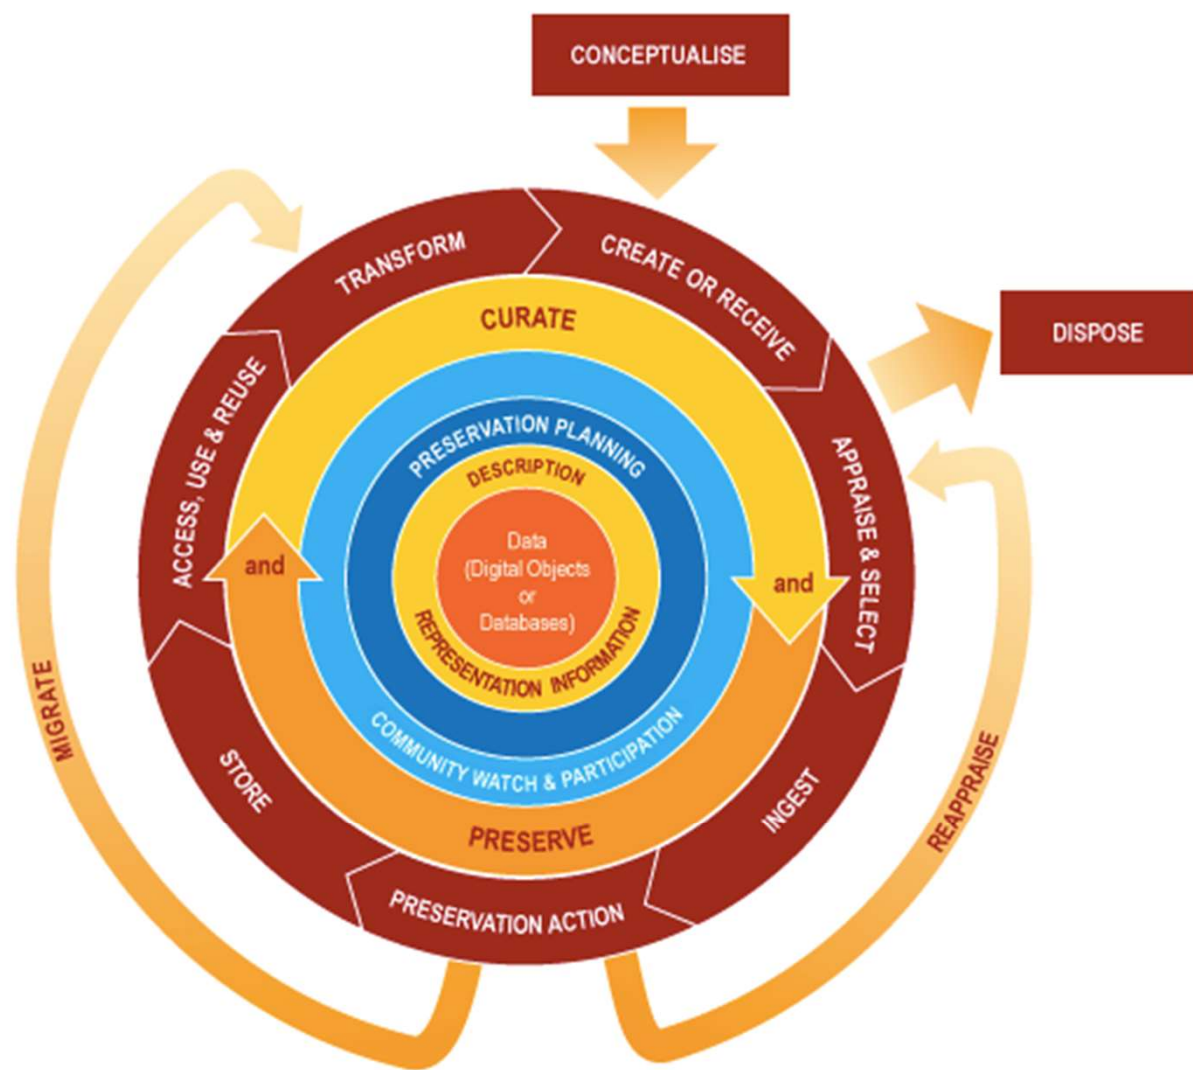 CONCEPTUALISE
TRANSFORM
CREATE OR RECEIVE
CURATE
DISPOSE
ACCESS, USE & REUSE
PRESERVATION PLANNING
DESCRIPTION
APPRAISE & SELECT
Data
(Digital Objects
or
Databases)
and
and
REPRESENTATION INFORMATION
COMMUNITY WATCH & PARTICIPATION
MIGRATE
STORE
INGEST
REAPPRAISE
PRESERVE
PRESERVATION ACTION